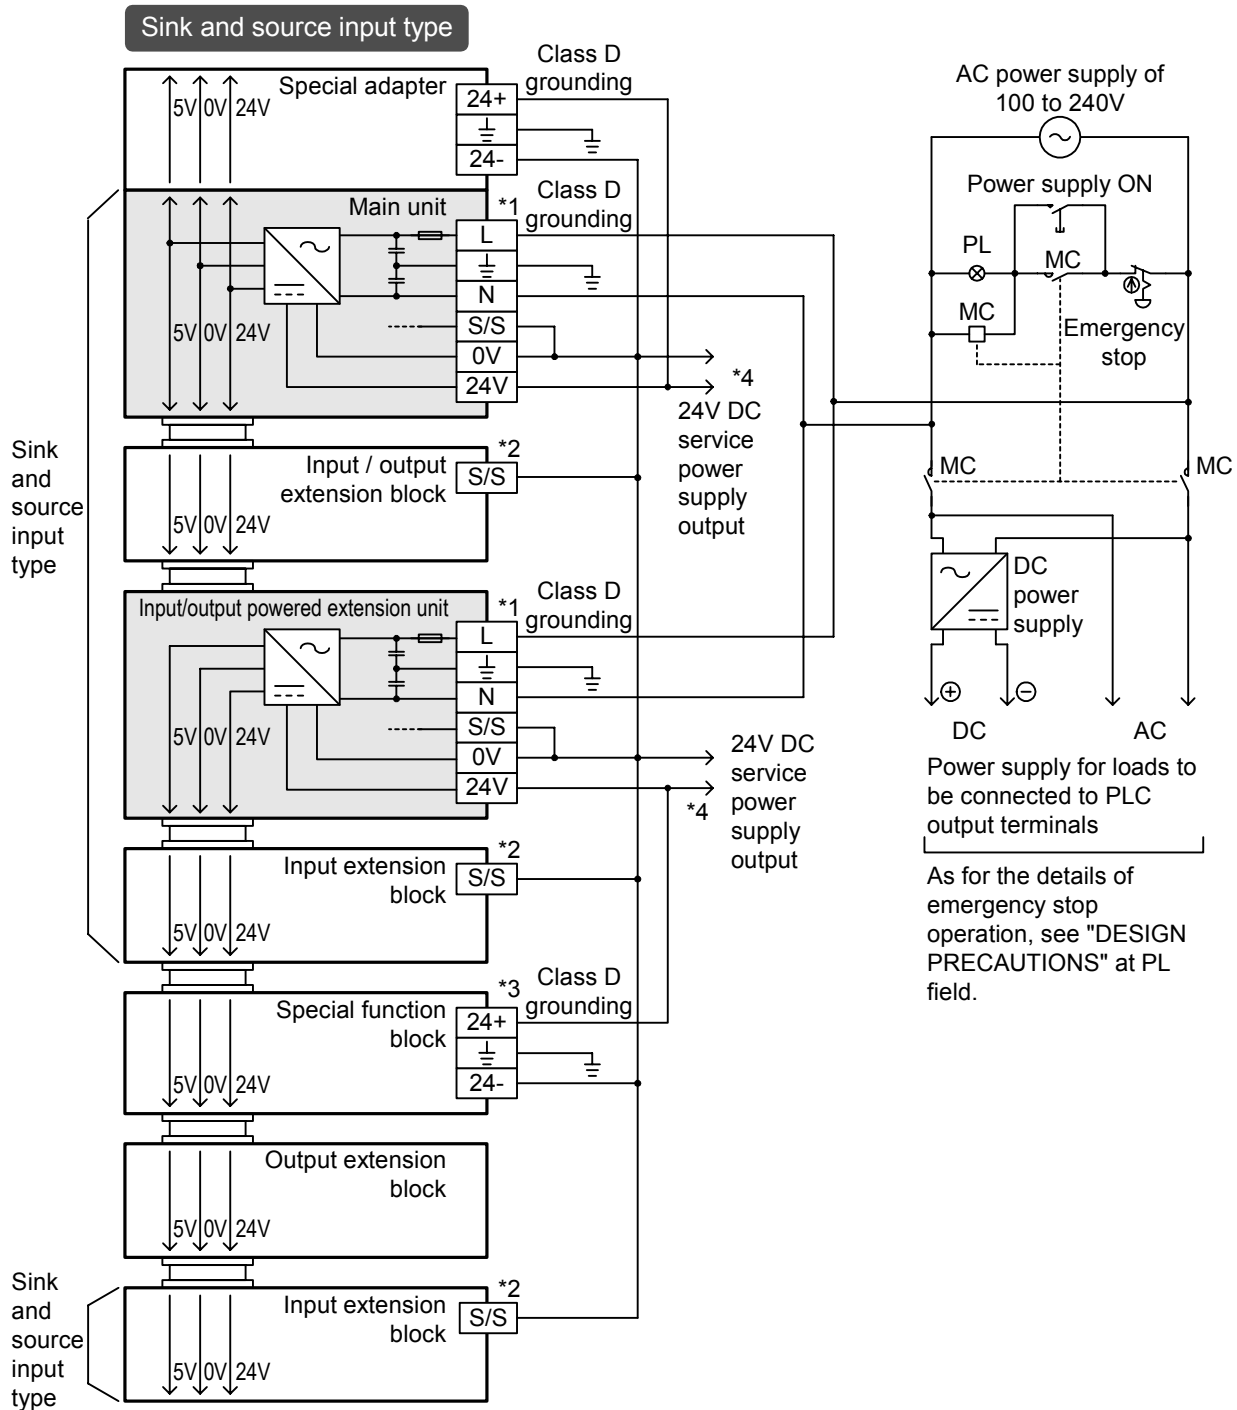 Sink and source input type
Special adapter
5V 0V 24V
Class D
grounding
24+
24-
Main unit
*1
Class D
grounding
L
N
S/S
0V
24V
5V 0V 24V
*4
24V DC
service
power
supply
output
Sink
and
source
input
type
Input / output
extension block
*2
S/S
5V 0V 24V
Input/output powered extension unit
*1
Class D
grounding
L
N
S/S
0V
24V
5V 0V 24V
*4
24V DC
service
power
supply
output
Input extension
block
*2
S/S
5V 0V 24V
Special function
block
*3
Class D
grounding
24+
24-
5V 0V 24V
Output extension
block
5V 0V 24V
Sink
and
source
input
type
Input extension
block
*2
S/S
5V 0V 24V
AC power supply of
100 to 240V
Power supply ON
PL
MC
MC
Emergency
stop
MC
MC
DC
power
supply
+
-
DC
AC
Power supply for loads to
be connected to PLC
output terminals
As for the details of
emergency stop
operation, see "DESIGN
PRECAUTIONS" at PL
field.